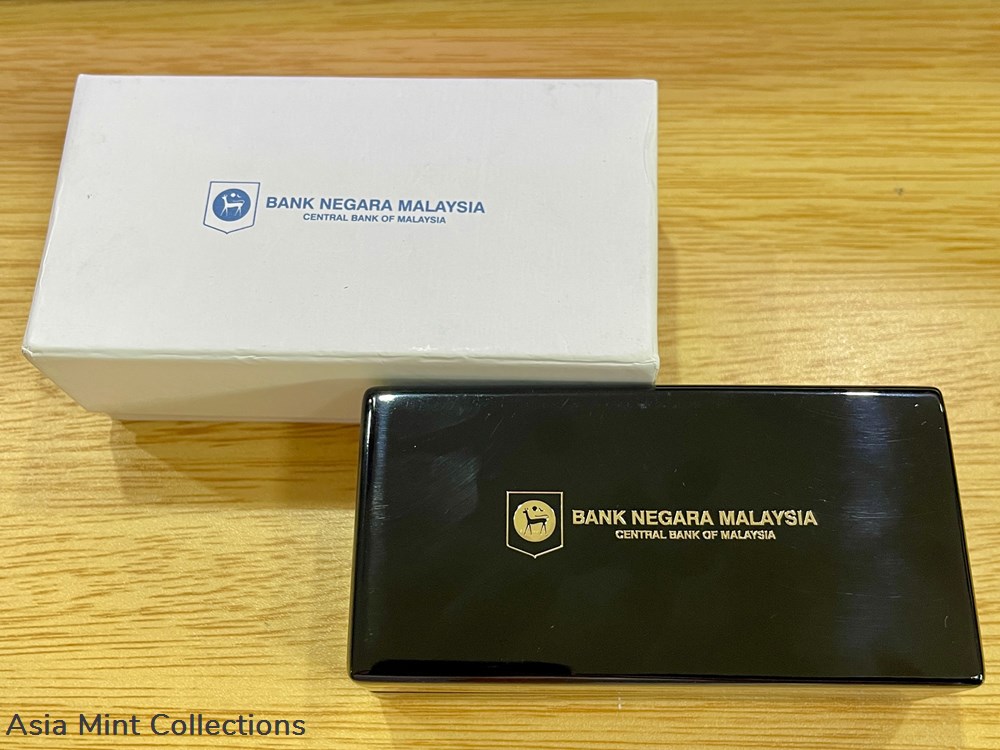 BANK NEGARA MALAYSIA
CENTRAL BANK OF MALAYSIA
BANK NEGARA MALAYSIA
CENTRAL BANK OF MALAYSIA
Asia Mint Collections